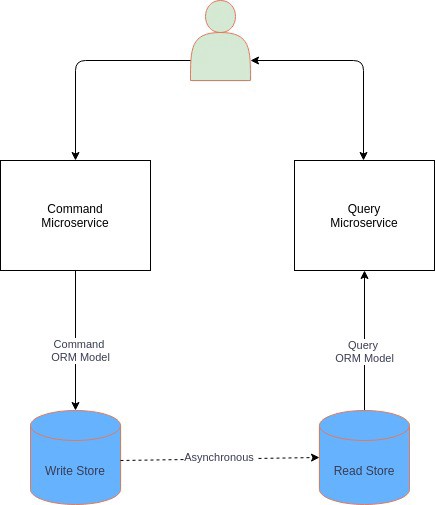 Command
Microservice
Query
Microservice
Command
ORM Model
Query
ORM Model
Write Store
Asynchronous
Read Store